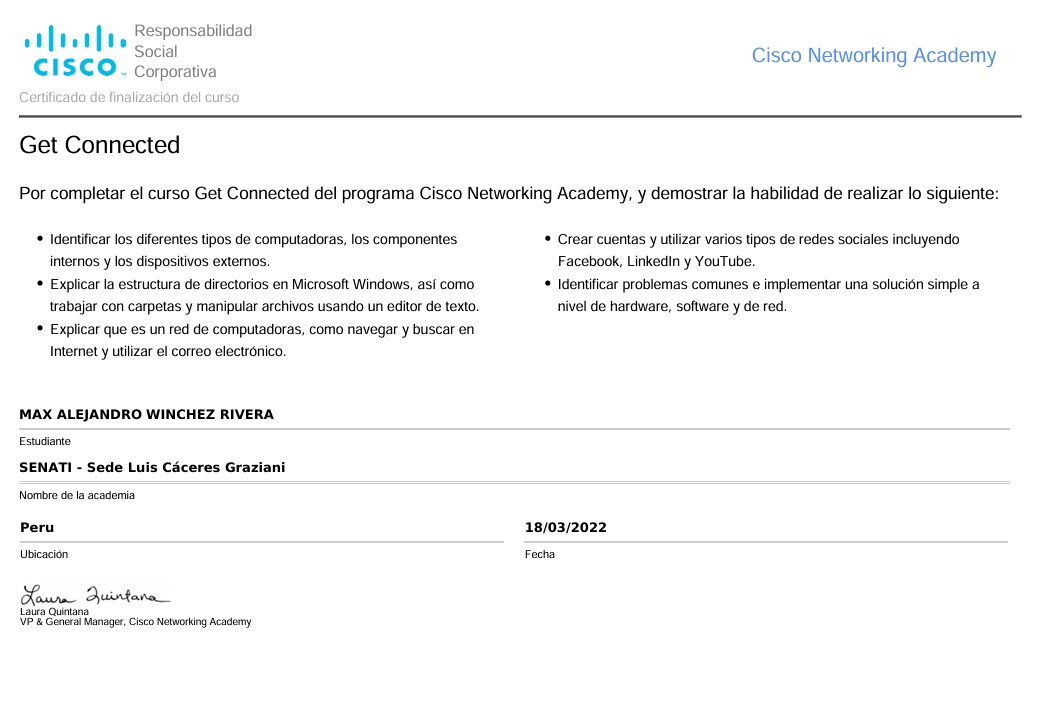 CISCO™
Responsabilidad
Social
Corporativa
Cisco Networking Academy
Certificado de finalización del curso
Get Connected
Por completar el curso Get Connected del programa Cisco Networking Academy, y demostrar la habilidad de realizar lo siguiente:
• Identificar los diferentes tipos de computadoras, los componentes
internos y los dispositivos externos.
• Explicar la estructura de directorios en Microsoft Windows, así como
trabajar con carpetas y manipular archivos usando un editor de texto.
• Explicar que es un red de computadoras, como navegar y buscar en
Internet y utilizar el correo electrónico.
• Crear cuentas y utilizar varios tipos de redes sociales incluyendo
Facebook, LinkedIn y YouTube.
• Identificar problemas comunes e implementar una solución simple a
nivel de hardware, software y de red.
MAX ALEJANDRO WINCHEZ RIVERA
Estudiante
SENATI - Sede Luis Cáceres Graziani
Nombre de la academia
Peru
Ubicación
18/03/2022
Fecha
Laura Quintana
Laura Quintana
VP & General Manager, Cisco Networking Academy